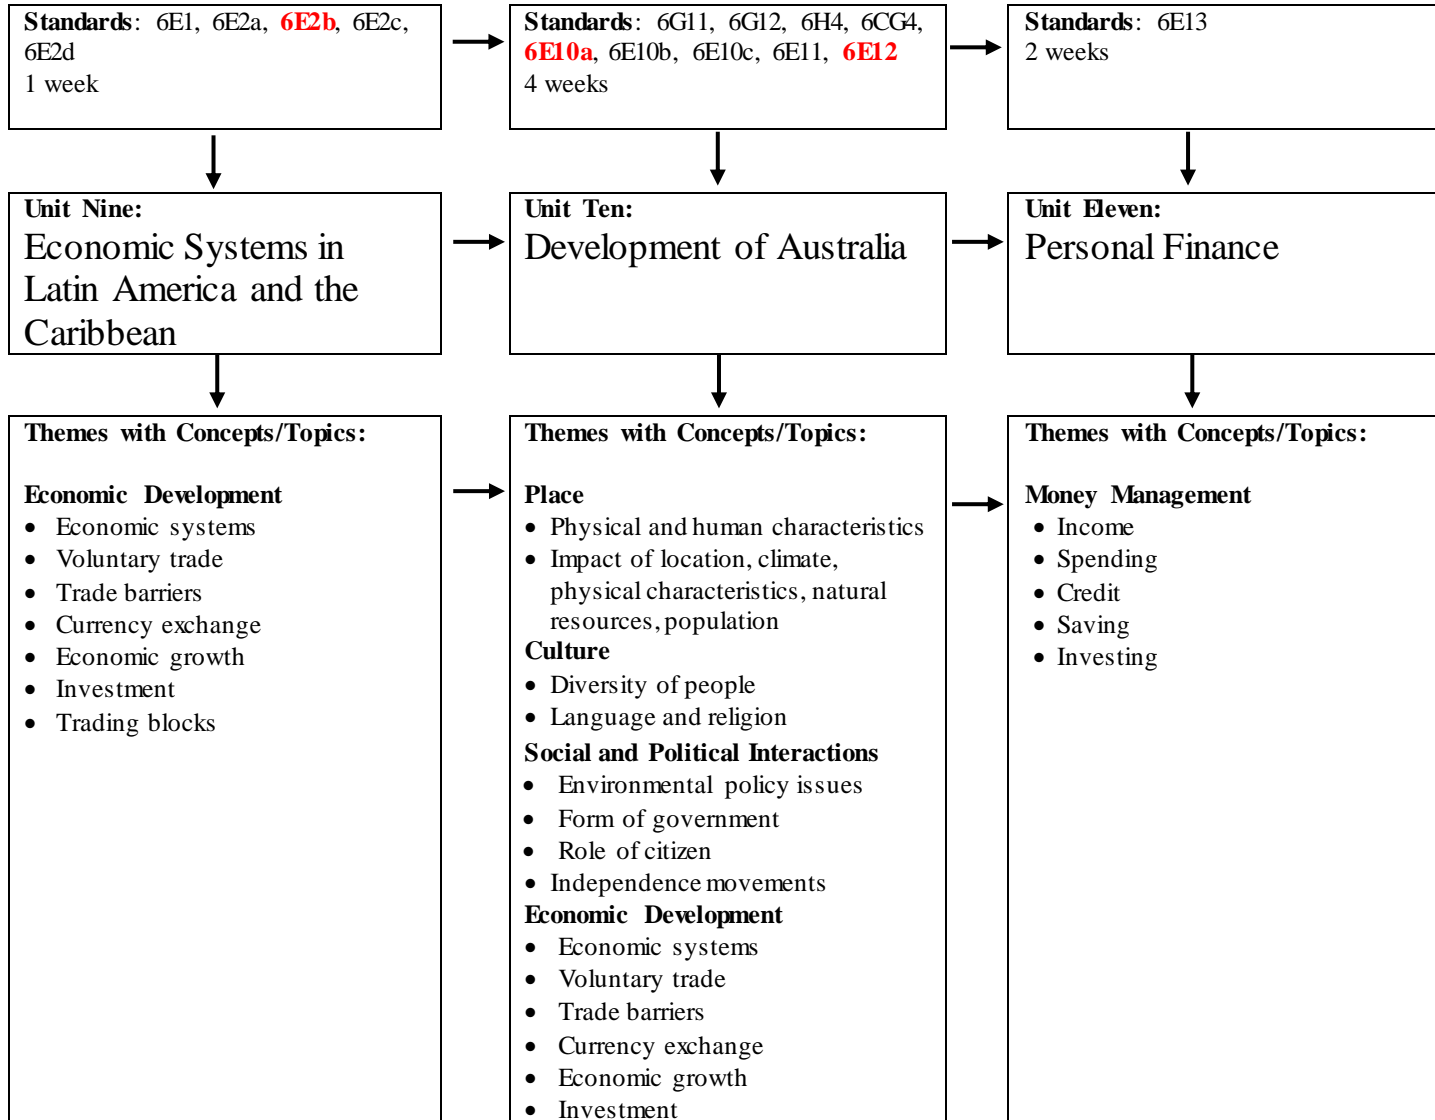 Standards: 6E1, 6E2a, 6E2b, 6E2c,
6E2d
1 week
Standards: 6G11, 6G12, 6H4, 6CG4,
6E10a, 6E10b, 6E10c, 6E11, 6E12
4 weeks
Standards: 6E13
2 weeks
Unit Nine:
Economic Systems in
Latin America and the
Caribbean
Unit Ten:
Development of Australia
Unit Eleven:
Personal Finance
Themes with Concepts/Topics:
Economic Development
• Economic systems
• Voluntary trade
• Trade barriers
• Currency exchange
• Economic growth
• Investment
• Trading blocks
Themes with Concepts/Topics:
Place
• Physical and human characteristics
• Impact of location, climate,
physical characteristics, natural
resources, population
Culture
• Diversity of people
• Language and religion
Social and Political Interactions
• Environmental policy issues
• Form of government
• Role of citizen
• Independence movements
Economic Development
• Economic systems
• Voluntary trade
• Trade barriers
• Currency exchange
• Economic growth
• Investment
Themes with Concepts/Topics:
Money Management
• Income
• Spending
• Credit
• Saving
• Investing